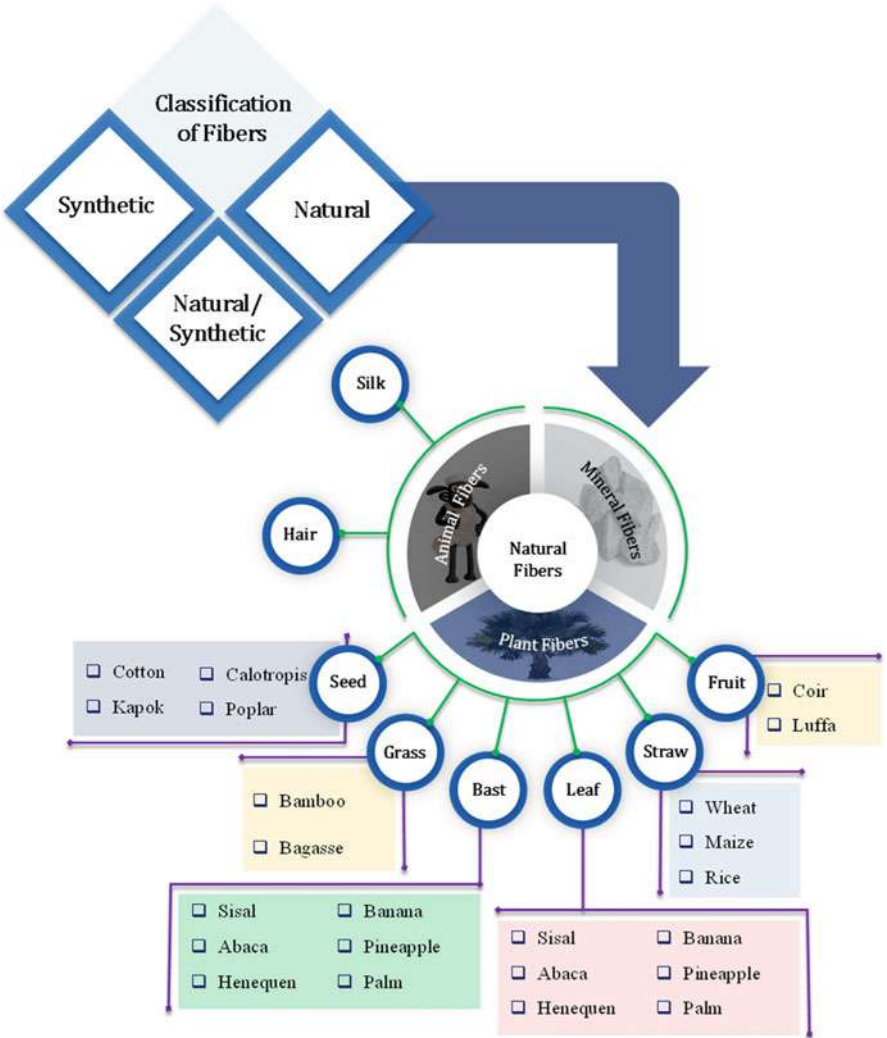 Classification
of Fibers
Synthetic
Natural
Natural/
Synthetic
Silk
Hair
Animal Fibers
Mineral Fibers
Natural
Fibers
Plant Fibers
Seed
❑ Cotton
❑ Calotropis
❑ Kapok
❑ Poplar
Grass
❑ Bamboo
❑ Bagasse
Bast
❑ Sisal
❑ Banana
❑ Abaca
❑ Pineapple
❑ Henequen
❑ Palm
Leaf
❑ Sisal
❑ Banana
❑ Abaca
❑ Pineapple
❑ Henequen
❑ Palm
Straw
❑ Wheat
❑ Maize
❑ Rice
Fruit
❑ Coir
❑ Luffa